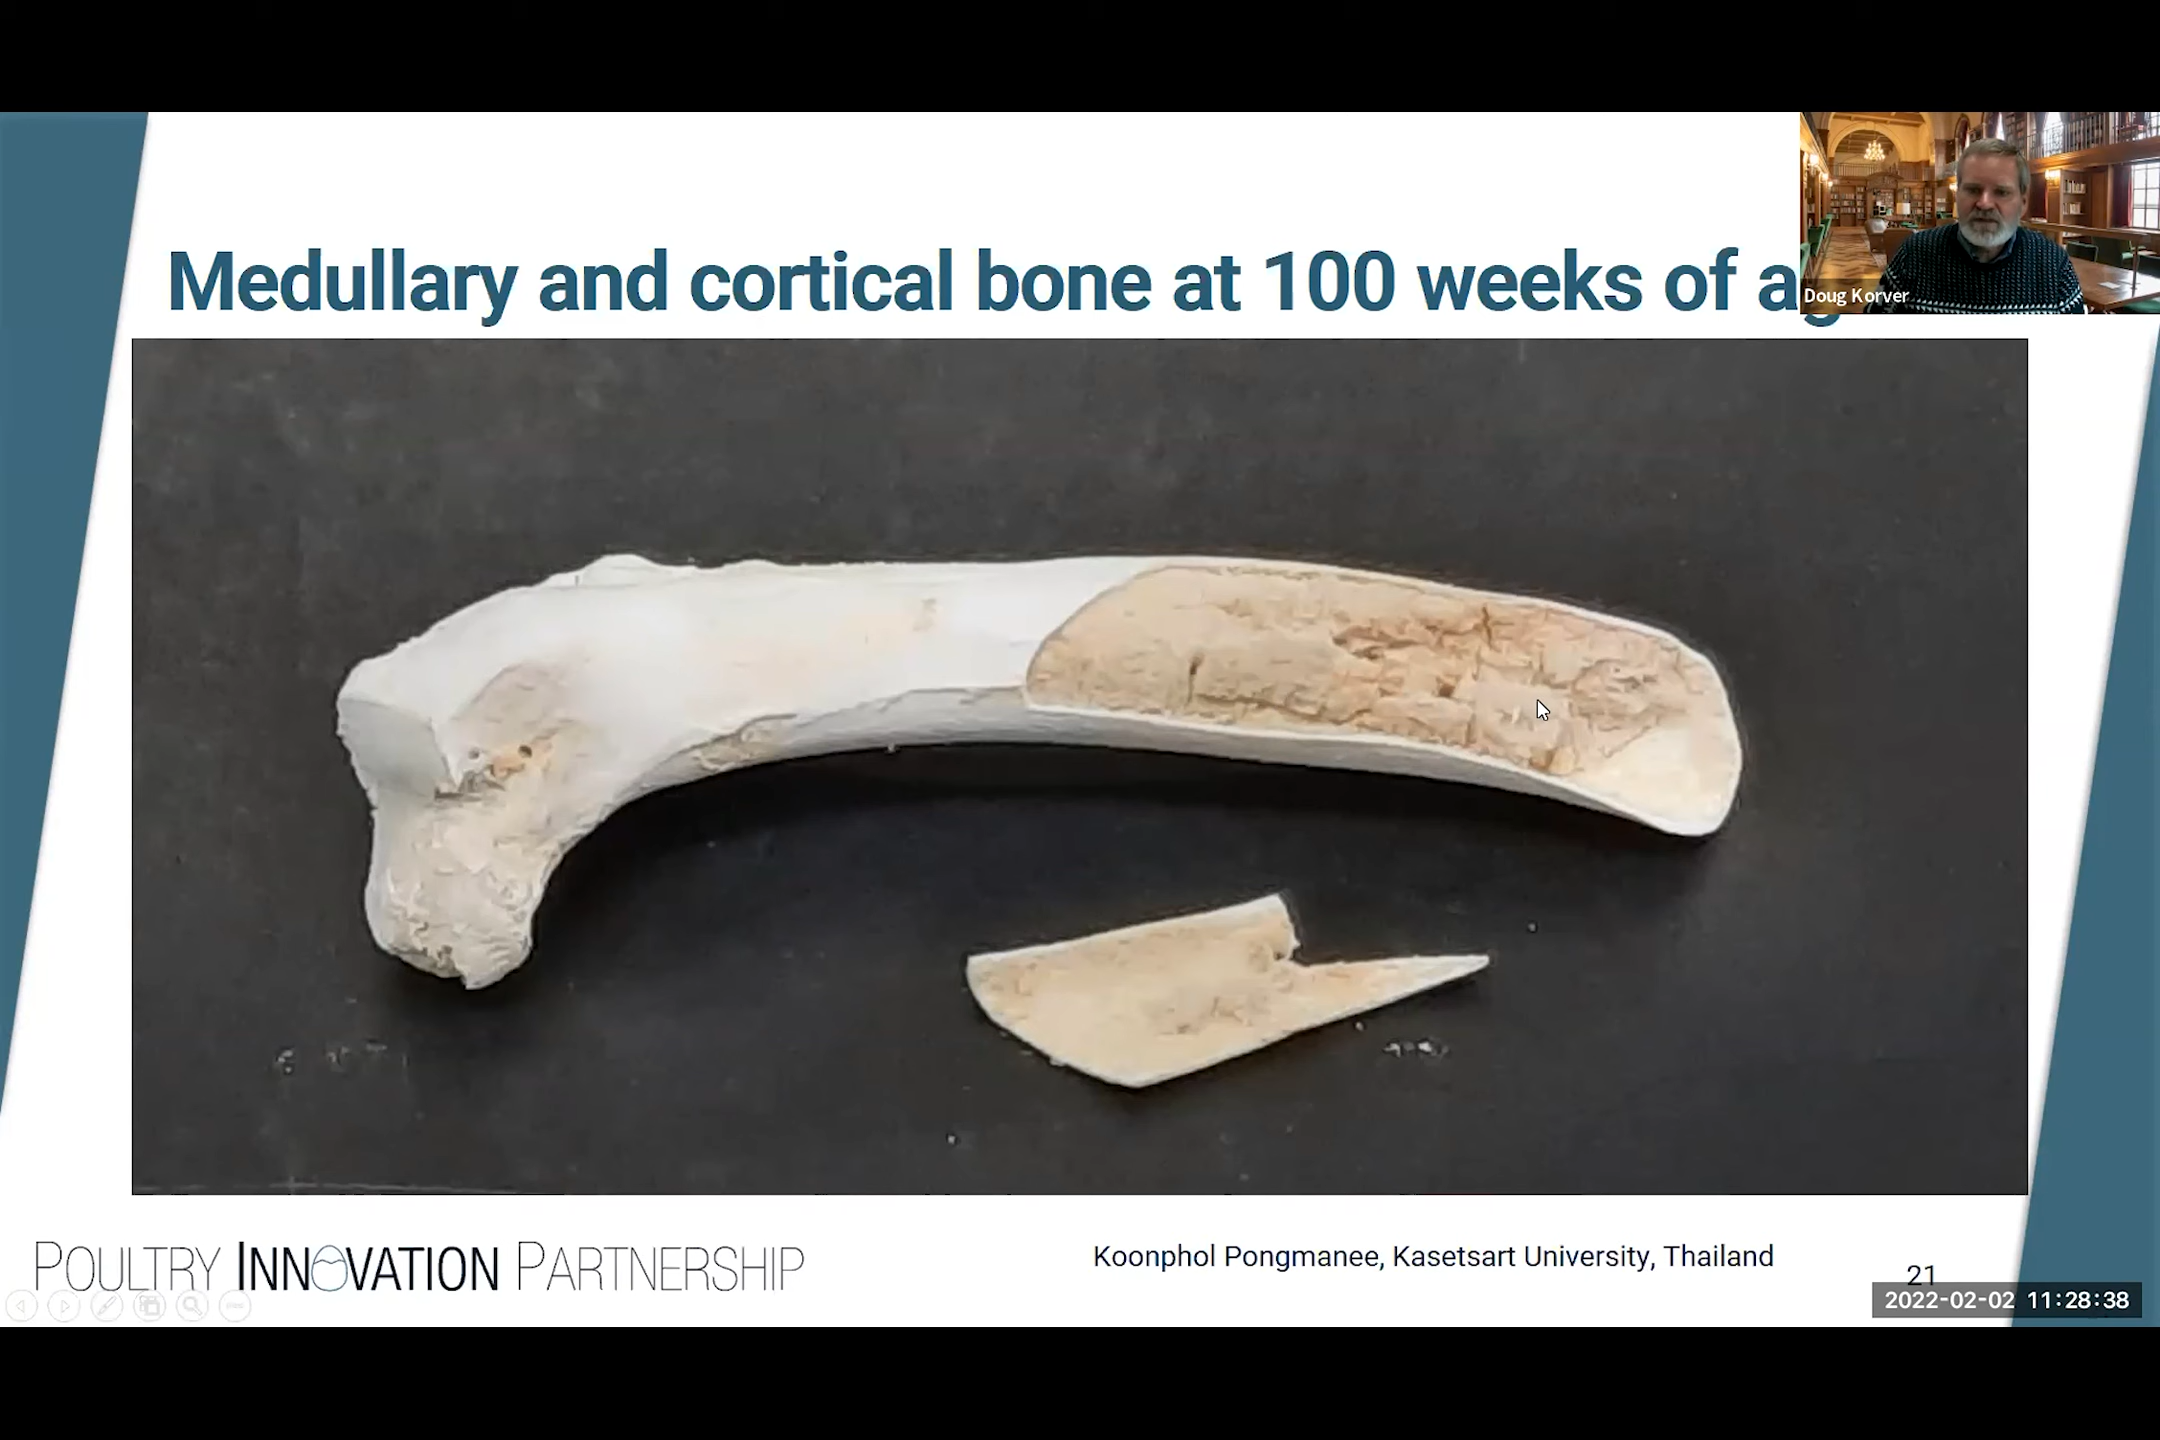 Medullary and cortical bone at 100 weeks of
Doug Korver
POULTRY INNOVATION PARTNERSHIP
Koonphol Pongmanee, Kasetsart University, Thailand
21
2022-02-02 11:28:38